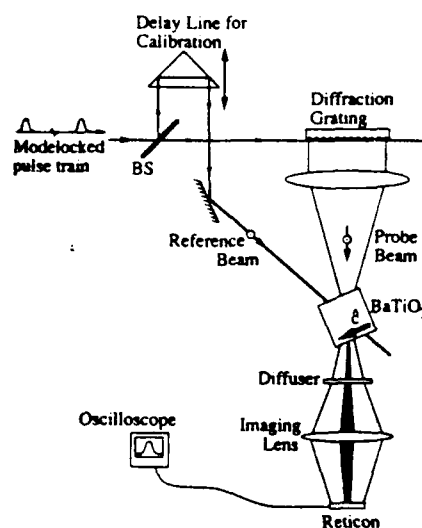 Delay Line for
Calibration
Diffraction
Grating
Modelocked
pulse train
BS
Reference
Beam
Probe
Beam
BaTiO3
ĉ
Diffuser
Oscilloscope
Imaging
Lens
Reticon